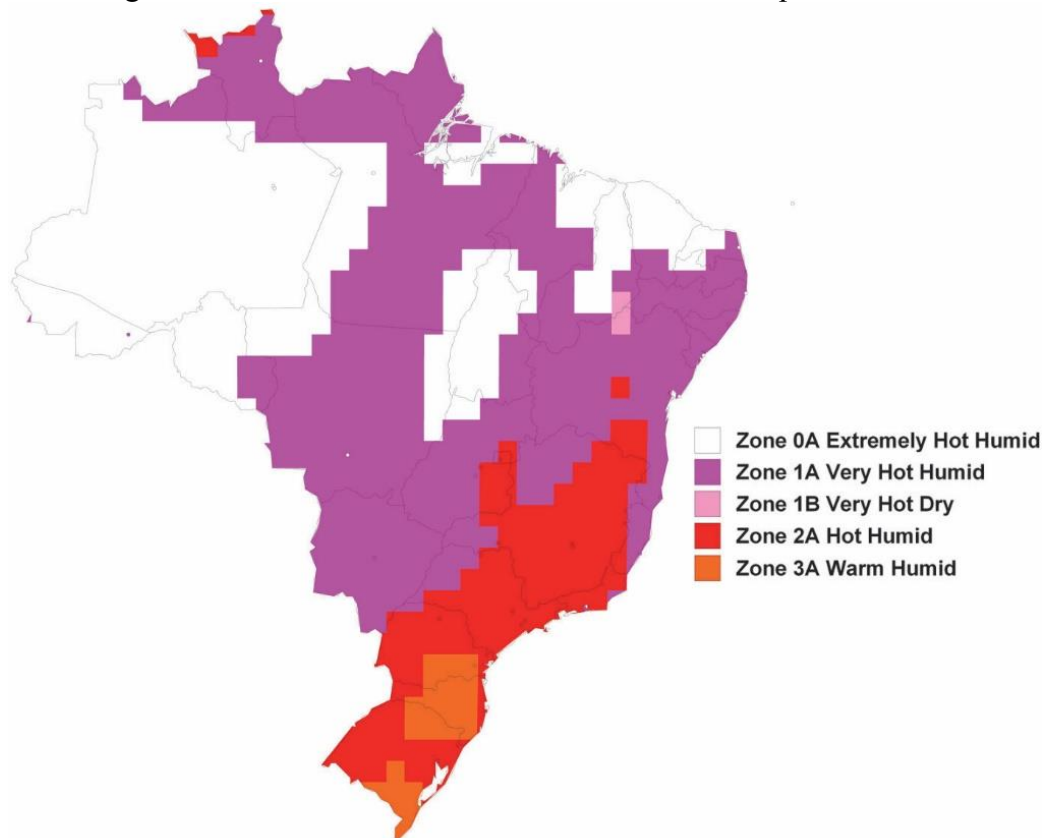 Zone 0A Extremely Hot Humid
Zone 1A Very Hot Humid
Zone 1B Very Hot Dry
Zone 2A Hot Humid
Zone 3A Warm Humid